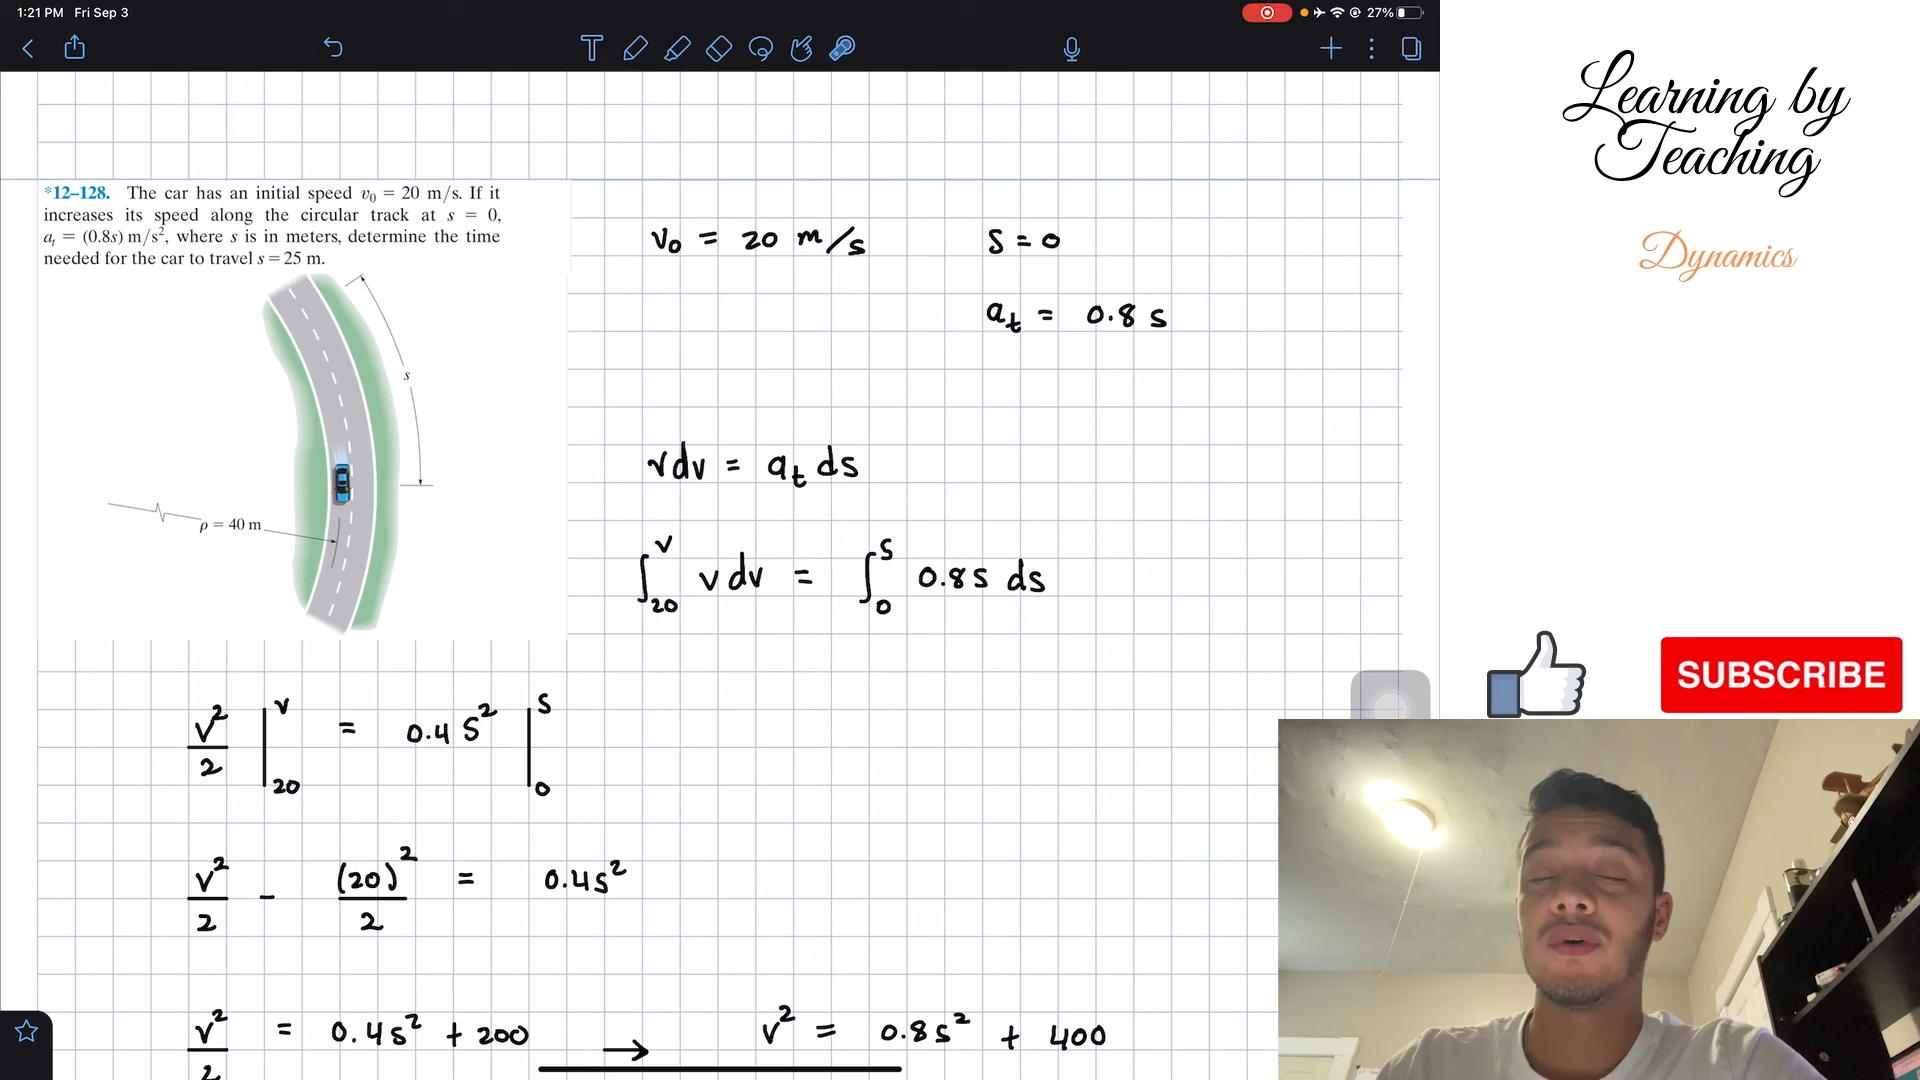 1:21 PM Fri Sep 3
27%
Learning by
Teaching
Dynamics
*12–128. The car has an initial speed v₀ = 20 m/s. If it
increases its speed along the circular track at s = 0,
aₜ = (0.8s) m/s², where s is in meters, determine the time
needed for the car to travel s = 25 m.
s
ρ = 40 m
v₀ = 20 m/s
s = 0
aₜ = 0.8 s
vdv = aₜ ds
∫₂₀^v v dv = ∫₀^s 0.8s ds
v²/2 |₂₀^v = 0.4 s² |₀^s
v²/2 - (20)²/2 = 0.4s²
v²/2 = 0.4s² + 200 → v² = 0.8s² + 400
SUBSCRIBE